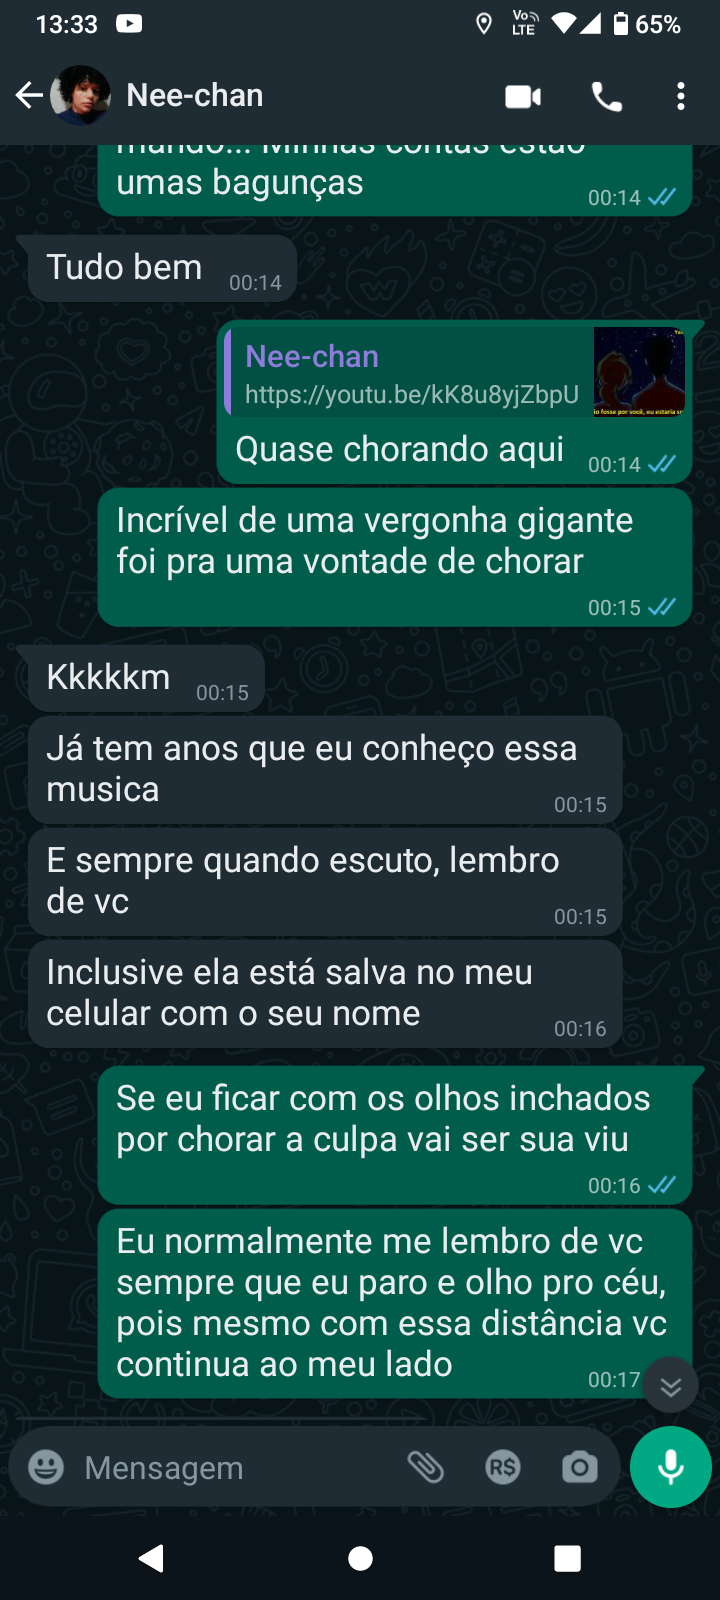 13:33
Vo LTE
65%
Nee-chan
mando... Minhas contas estão
umas bagunças
00:14
Tudo bem
00:14
Nee-chan
https://youtu.be/kK8u8yjZbpU
Quase chorando aqui
00:14
Incrível de uma vergonha gigante
foi pra uma vontade de chorar
00:15
Kkkkkm
00:15
Já tem anos que eu conheço essa
musica
00:15
E sempre quando escuto, lembro
de vc
00:15
Inclusive ela está salva no meu
celular com o seu nome
00:16
Se eu ficar com os olhos inchados
por chorar a culpa vai ser sua viu
00:16
Eu normalmente me lembro de vc
sempre que eu paro e olho pro céu,
pois mesmo com essa distância vc
continua ao meu lado
00:17
Mensagem
R$